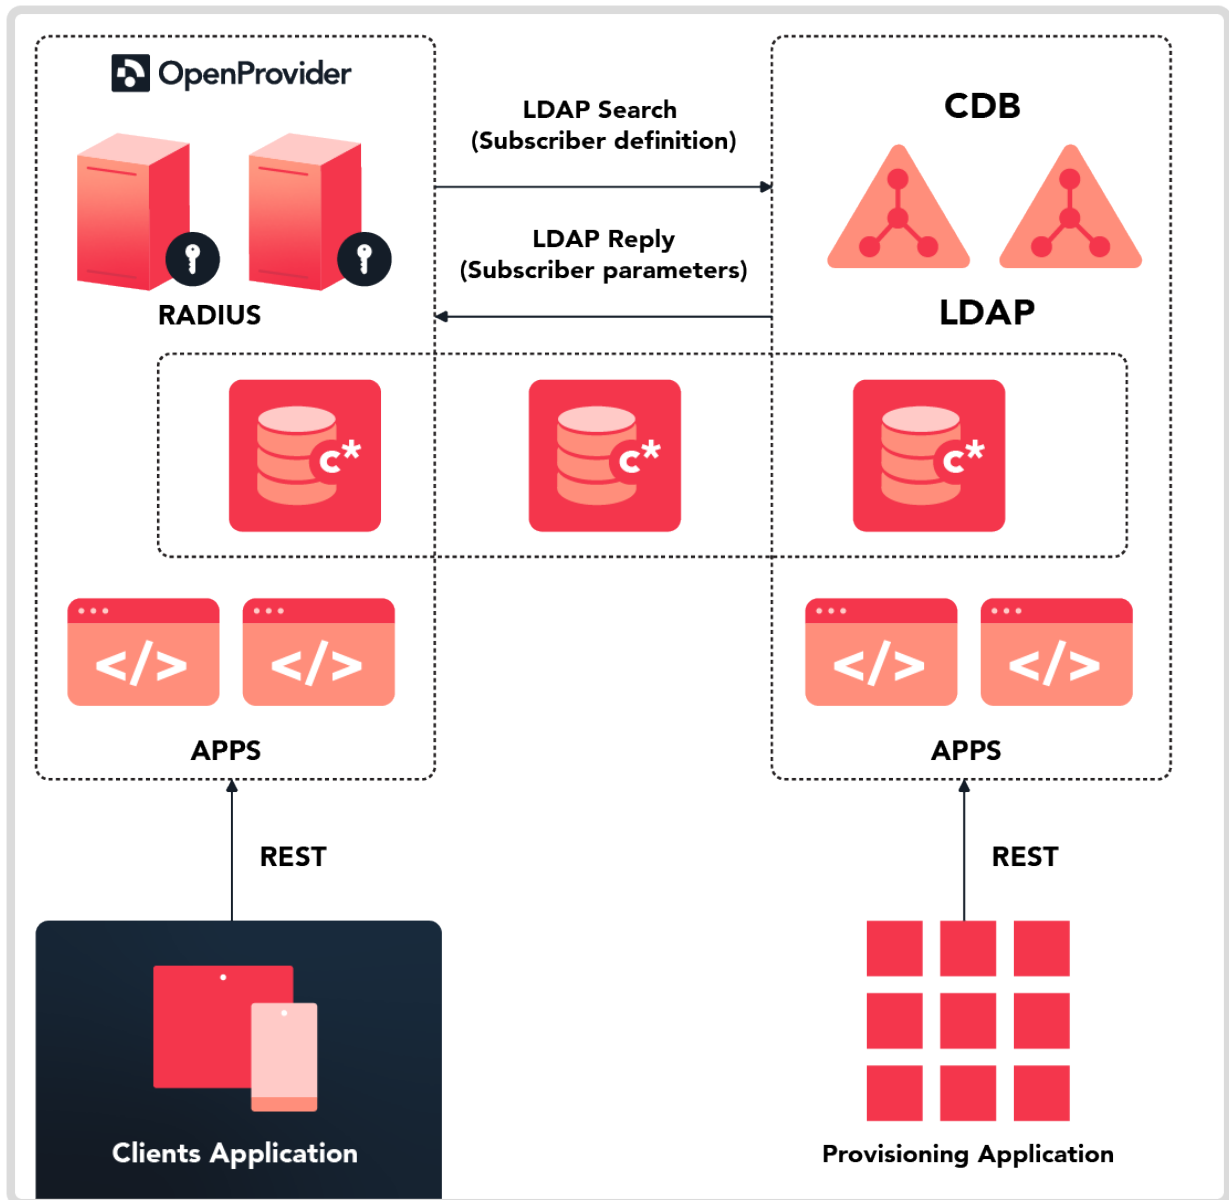 OpenProvider
LDAP Search
(Subscriber definition)
CDB
LDAP Reply
(Subscriber parameters)
RADIUS
LDAP
c*
c*
c*
</>
</>
</>
</>
APPS
APPS
REST
REST
Clients Application
Provisioning Application